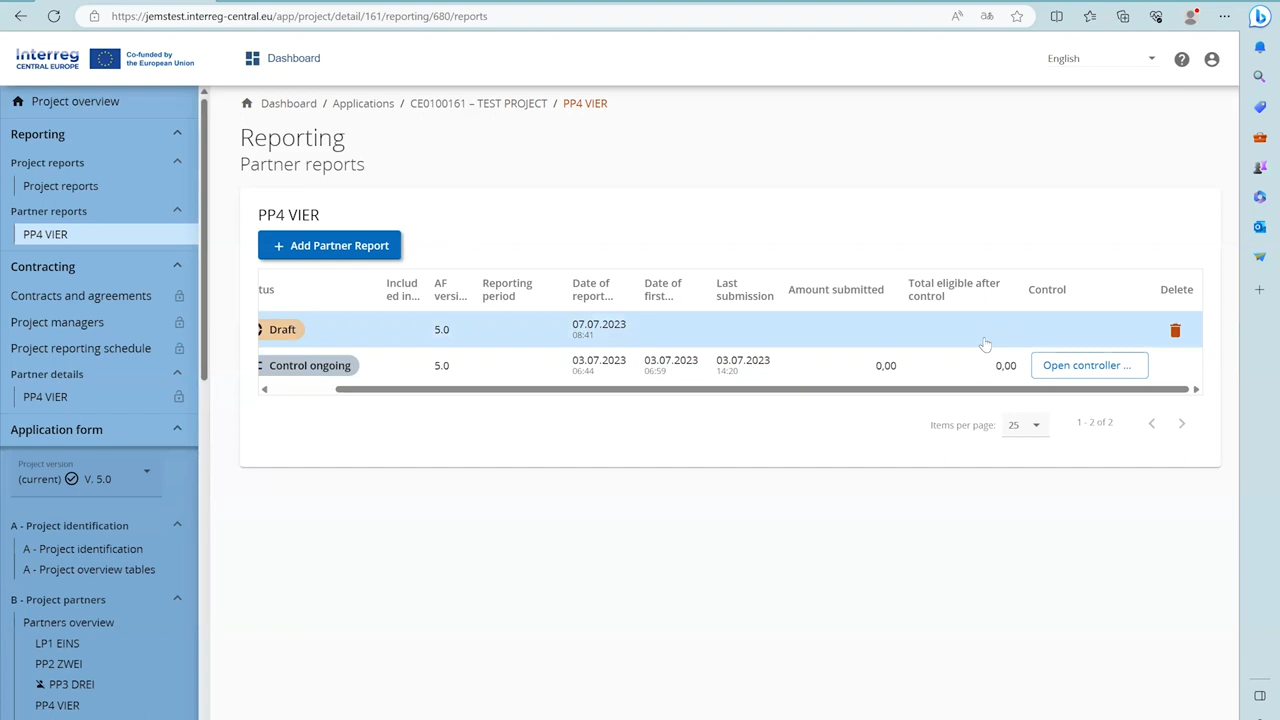 https://jemstest.interreg-central.eu/app/project/detail/161/reporting/680/reports
Interreg
CENTRAL EUROPE
Co-funded by
the European Union
Dashboard
English
Project overview
Reporting
Project reports
Project reports
Partner reports
PP4 VIER
Contracting
Contracts and agreements
Project managers
Project reporting schedule
Partner details
PP4 VIER
Application form
Project version
(current) V. 5.0
A - Project identification
A - Project identification
A - Project overview tables
B - Project partners
Partners overview
LP1 EINS
PP2 ZWEI
PP3 DREI
PP4 VIER
Dashboard / Applications / CE0100161 – TEST PROJECT / PP4 VIER
Reporting
Partner reports
PP4 VIER
+ Add Partner Report
tus
Includ
ed in...
AF
versi...
Reporting
period
Date of
report...
Date of
first...
Last
submission
Amount submitted
Total eligible after
control
Control
Delete
Draft 5.0 07.07.2023
08:41
Control ongoing 5.0 03.07.2023 03.07.2023 03.07.2023 0,00 0,00 Open controller ...
06:44 06:59 14:20
Items per page: 25 1 - 2 of 2